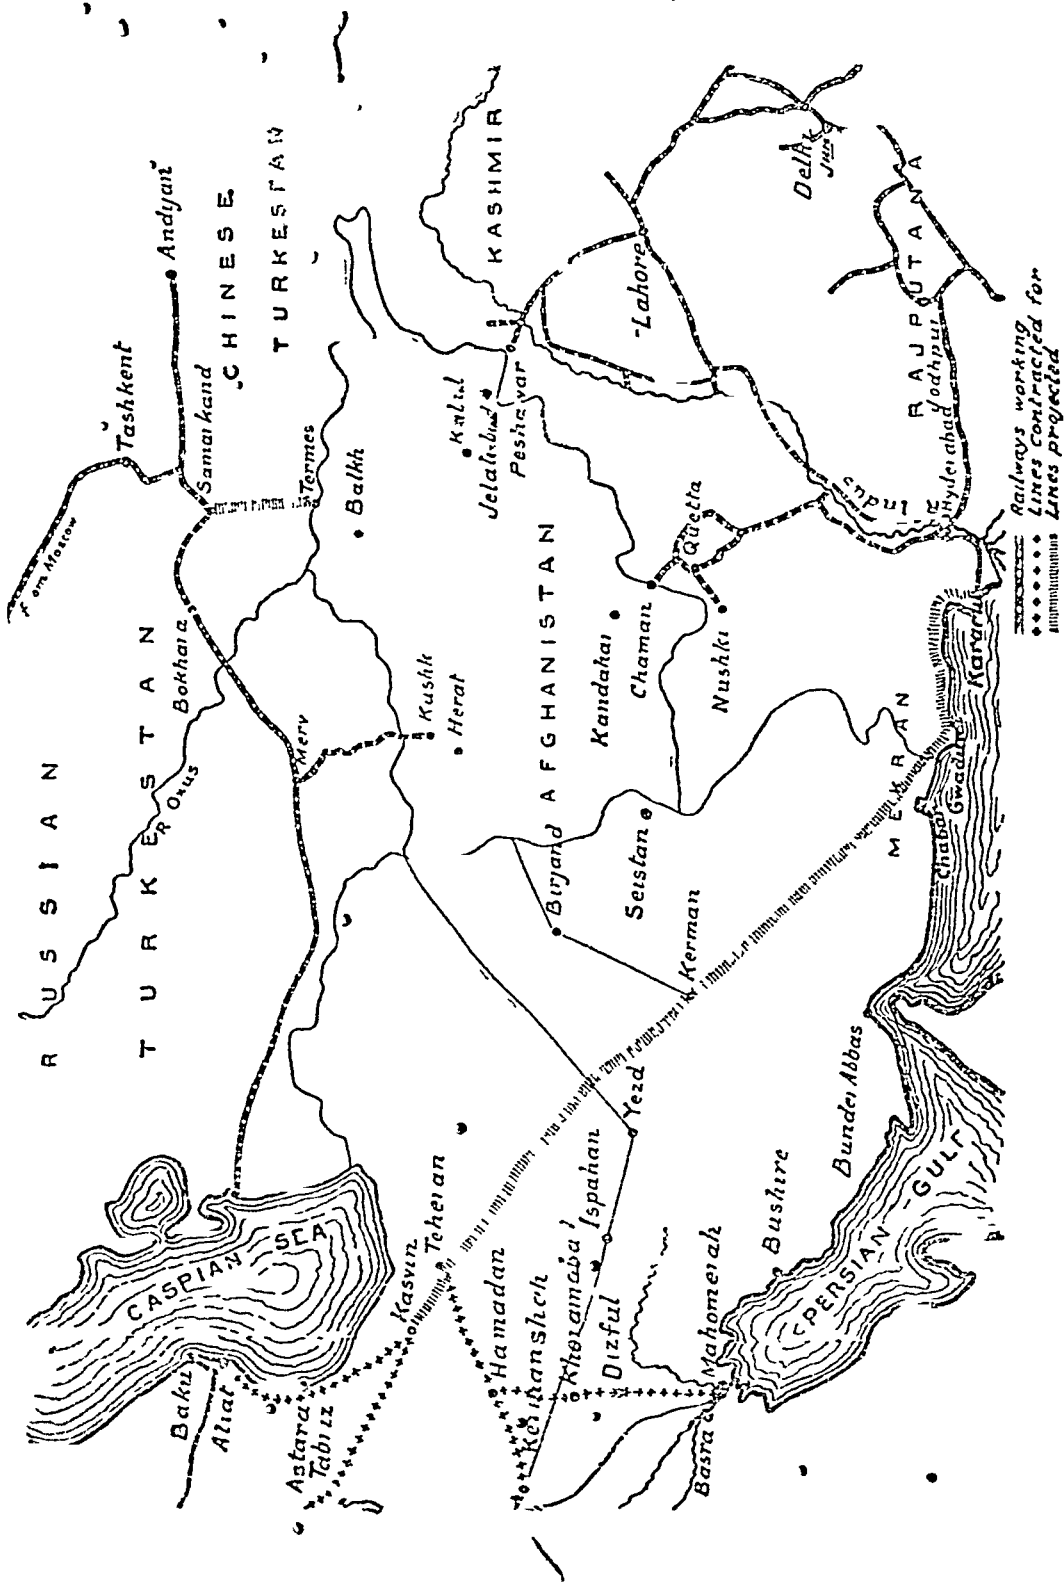 From Moscow
Tashkent
Andijan
Samarkand
CHINESE
TURKESTAN
RUSSIAN
TURKESTAN
R Oxus
Bokhara
Termes
Balkh
Merv
Kushk
Herat
KASHMIR
Kabul
Jelalabad
Peshawar
AFGHANISTAN
Lahore
Delhi
Junc
Kandahar
Chaman
Quetta
Nushki
Indus
RAJPUTANA
Jodhpur
Hyderabad
Karachi
Birjand
Seistan
Kerman
MEKRAN
Chabar
Gwadur
CASPIAN SEA
Baku
Aliat
Astara
Tabriz
Kasvin
Teheran
Hamadan
Kermansheh
Khoramabad
Dizful
Ispahan
Yezd
Mahomerah
Basra
Bushire
Bunder Abbas
PERSIAN GULF
Railways working
Lines contracted for
Lines projected